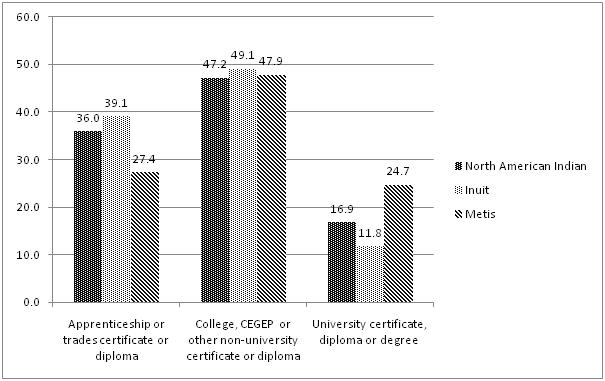 60.0
50.0
40.0
30.0
20.0
10.0
0.0
36.0
39.1
27.4
47.2
49.1
47.9
16.9
11.8
24.7
Apprenticeship or
trades certificate or
diploma
College, CEGEP or
other non-university
certificate or diploma
University certificate,
diploma or degree
North American Indian
Inuit
Metis